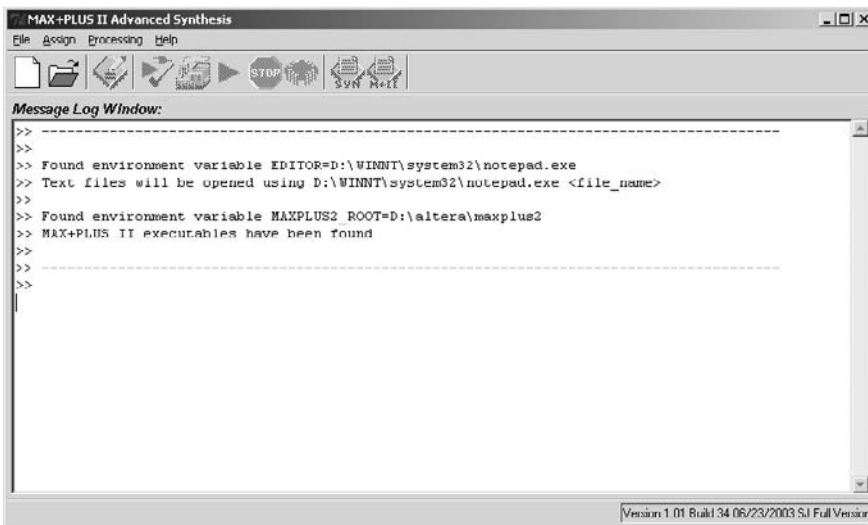 MAX+PLUS II Advanced Synthesis
File Assign Processing Help
STOP SYN
Message Log Window:
>> ----------------------------------------------------------------------------------------
>>
>> Found environment variable EDITOR=D:\WINNT\system32\notepad.exe
>> Text files will be opened using D:\WINNT\system32\notepad.exe <file_name>
>>
>> Found environment variable MAXPLUS2_ROOT=D:\altera\maxplus2
>> MAX+PLUS II executables have been found
>>
>> ----------------------------------------------------------------------------------------
>>
Version 1.01 Build 34 06/23/2003 SJ Full Version